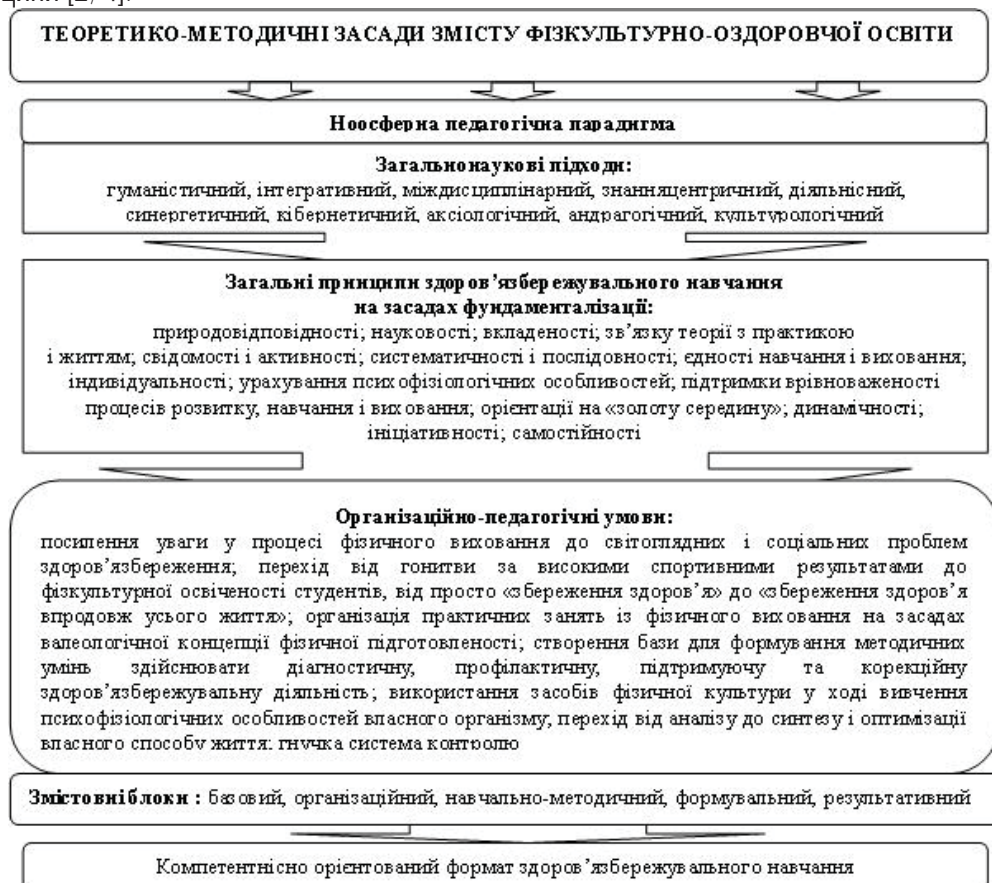 ТЕОРЕТИКО-МЕТОДИЧНІ ЗАСАДИ ЗМІСТУ ФІЗКУЛЬТУРНО-ОЗДОРОВЧОЇ ОСВІТИ
Ноосферна педагогічна парадигма
Загальнонаукові підходи:
гуманістичний, інтегративний, міждисциплінарний, знанняцентричний, діяльнісний,
синергетичний, кібернетичний, аксіологічний, андрагогічний, культурологічний
Загальні принципи здоров’язбережувального навчання
на засадах фундаменталізації:
природовідповідності; науковості; вкладеності; зв’язку теорії з практикою
і життям; свідомості і активності; систематичності і послідовності; єдності навчання і виховання;
індивідуальності; урахування психофізіологічних особливостей; підтримки врівноваженості
процесів розвитку, навчання і виховання; орієнтації на «золоту середину»; динамічності;
ініціативності; самостійності
Організаційно-педагогічні умови:
посилення уваги у процесі фізичного виховання до світоглядних і соціальних проблем
здоров’язбереження; перехід від гонитви за високими спортивними результатами до
фізкультурної освіченості студентів, від просто «збереження здоров’я» до «збереження здоров’я
впродовж усього життя»; організація практичних занять із фізичного виховання на засадах
валеологічної концепції фізичної підготовленості; створення бази для формування методичних
умінь здійснювати діагностичну, профілактичну, підтримуючу та корекційну
здоров’язбережувальну діяльність; використання засобів фізичної культури у ході вивчення
психофізіологічних особливостей власного організму; перехід від аналізу до синтезу і оптимізації
власного способу життя; гнучка система контролю
Змістовні блоки : базовий, організаційний, навчально-методичний, формувальний, результативний
Компетентнісно орієнтований формат здоров’язбережувального навчання